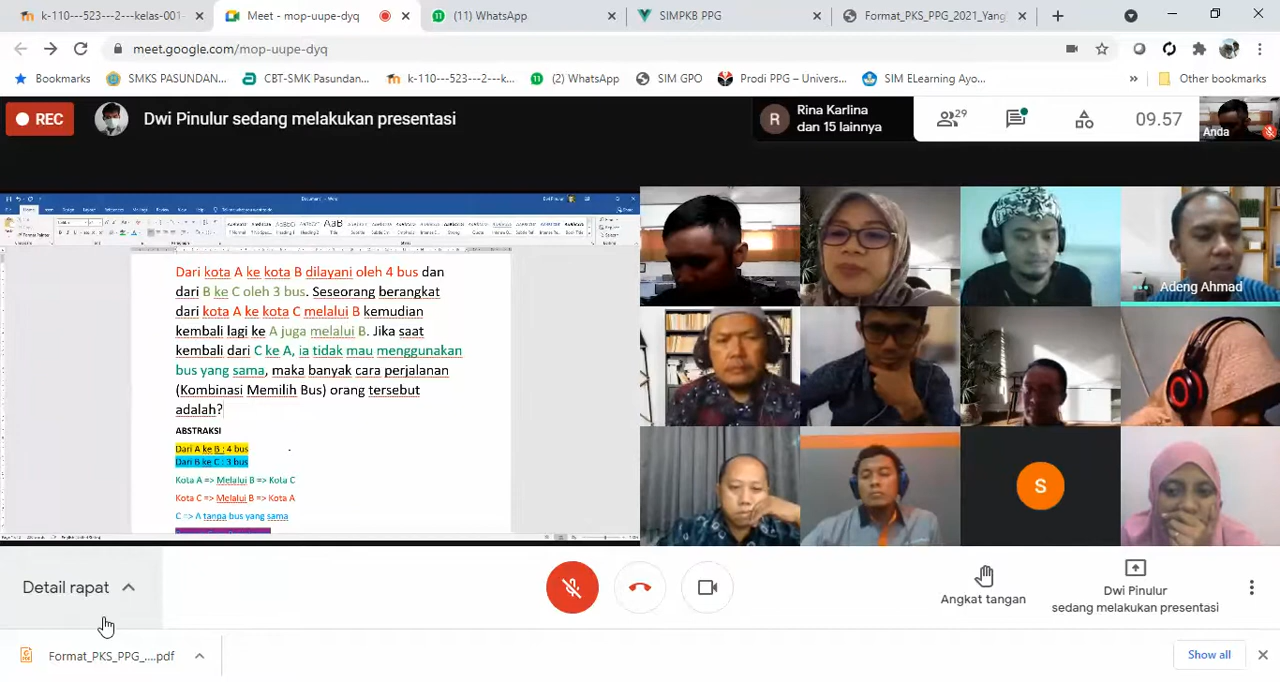 k-110---523---2---kelas-001-
Meet - mop-uupe-dyq
(11) WhatsApp
SIMPKB PPG
Format_PKS_PPG_2021_Yang
meet.google.com/mop-uupe-dyq
Bookmarks
SMKS PASUNDAN...
CBT-SMK Pasundan...
k-110---523---2---k...
(2) WhatsApp
SIM GPO
Prodi PPG – Univers...
SIM ELearning Ayo...
Other bookmarks
REC
Dwi Pinulur sedang melakukan presentasi
R
Rina Karlina
dan 15 lainnya
29
09.57
Anda
Dari kota A ke kota B dilayani oleh 4 bus dan
dari B ke C oleh 3 bus. Seseorang berangkat
dari kota A ke kota C melalui B kemudian
kembali lagi ke A juga melalui B. Jika saat
kembali dari C ke A, ia tidak mau menggunakan
bus yang sama, maka banyak cara perjalanan
(Kombinasi Memilih Bus) orang tersebut
adalah?
ABSTRAKSI
Dari A ke B : 4 bus
Dari B ke C : 3 bus
Kota A => Melalui B => Kota C
Kota C => Melalui B => Kota A
C => A tanpa bus yang sama
Adeng Ahmad
S
Detail rapat
Angkat tangan
Dwi Pinulur
sedang melakukan presentasi
Format_PKS_PPG_....pdf
Show all